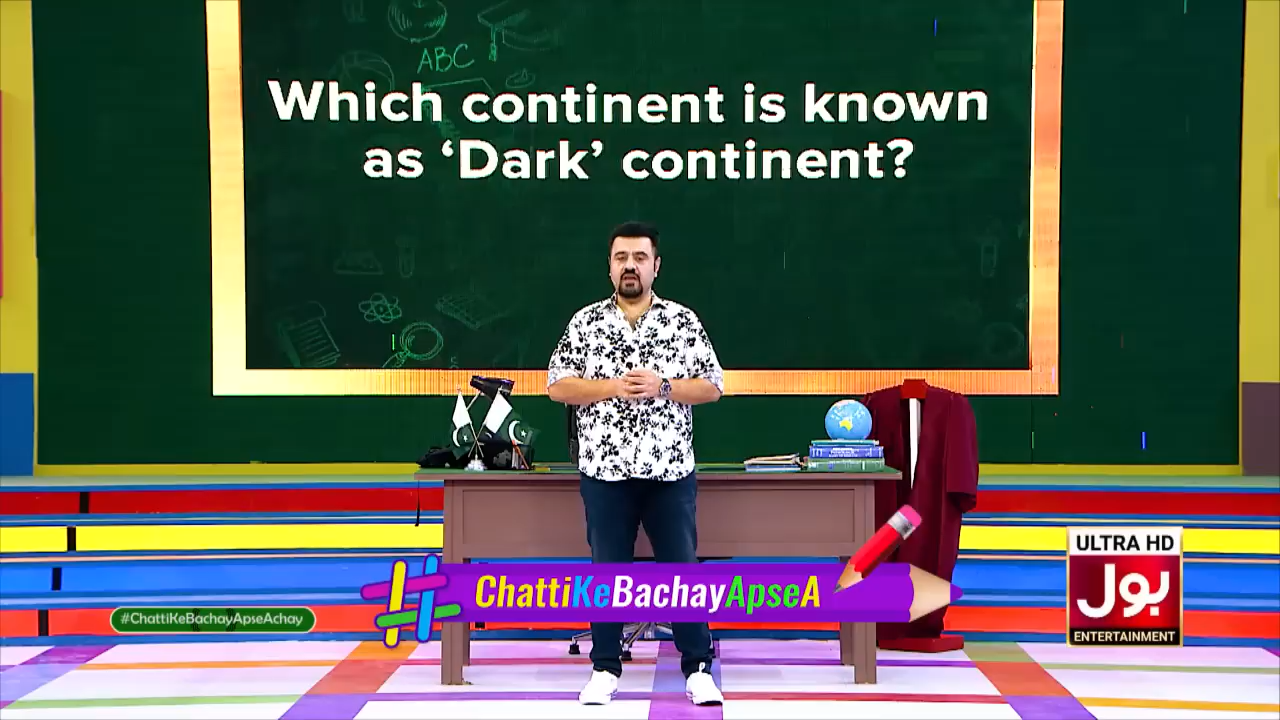 ABC
Which continent is known
as ‘Dark’ continent?
ChattiKeBachayApseA
#ChattiKeBachayApseAchay
ULTRA HD
بول
ENTERTAINMENT